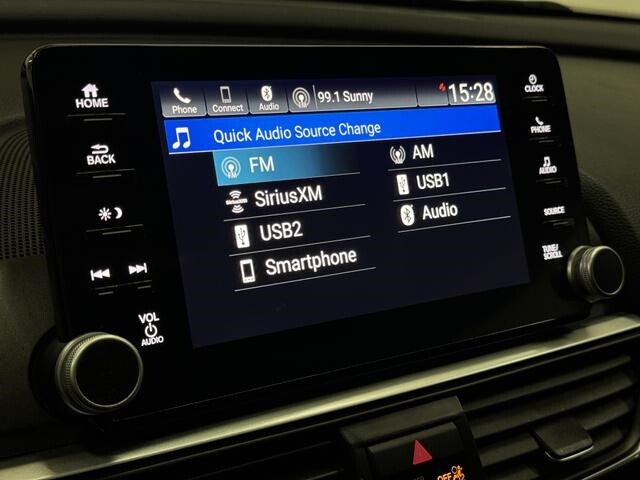 HOME
BACK
VOL
AUDIO
Phone
Connect
Audio
99.1 Sunny
15:28
Quick Audio Source Change
FM
AM
SiriusXM
USB1
USB2
Audio
Smartphone
CLOCK
PHONE
AUDIO
SOURCE
TUNE/
SCROLL
OFF